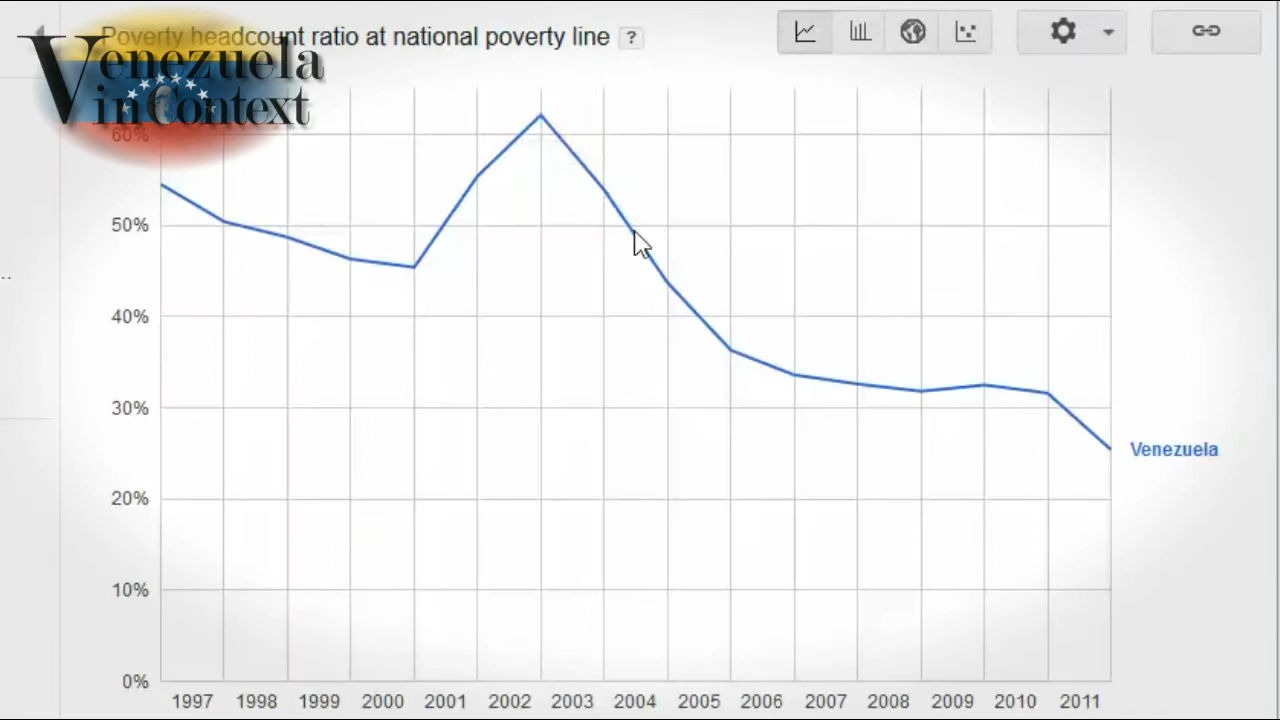 Poverty headcount ratio at national poverty line ?
Venezuela
in Context
60%
50%
40%
30%
20%
10%
0%
Venezuela
1997 1998 1999 2000 2001 2002 2003 2004 2005 2006 2007 2008 2009 2010 2011
..